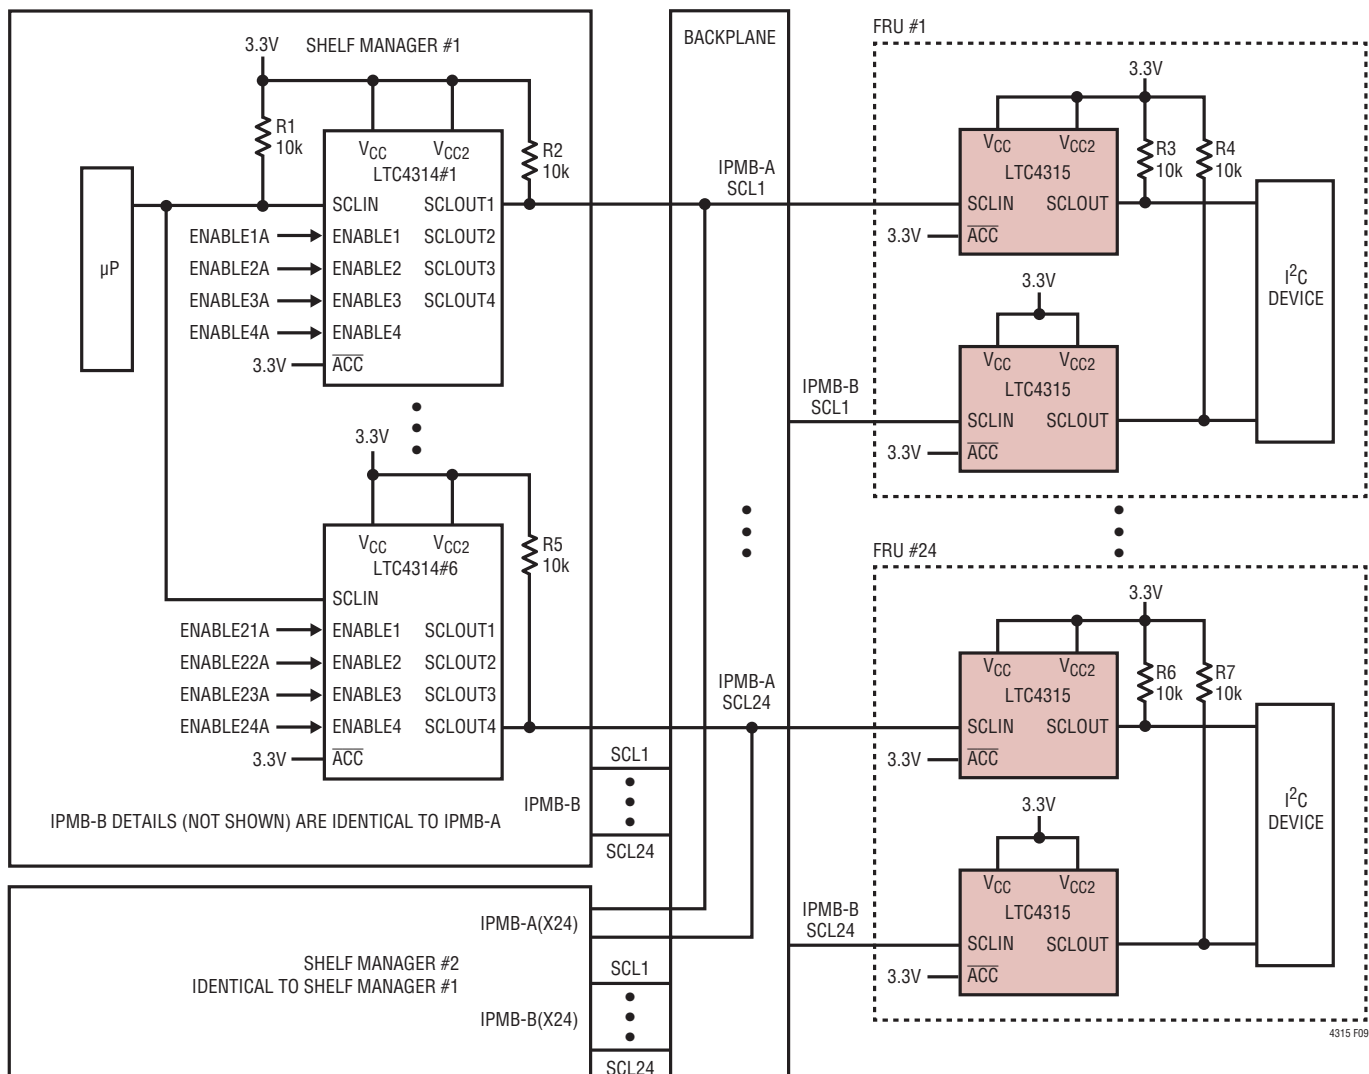 SHELF MANAGER #1
3.3V
R1
10k
VCC
VCC2
LTC4314#1
R2
10k
µP
SCLIN
SCLOUT1
ENABLE1A
ENABLE1
SCLOUT2
ENABLE2A
ENABLE2
SCLOUT3
ENABLE3A
ENABLE3
SCLOUT4
ENABLE4A
ENABLE4
3.3V
ACC
3.3V
VCC
VCC2
LTC4314#6
R5
10k
SCLIN
ENABLE21A
ENABLE1
SCLOUT1
ENABLE22A
ENABLE2
SCLOUT2
ENABLE23A
ENABLE3
SCLOUT3
ENABLE24A
ENABLE4
SCLOUT4
3.3V
ACC
IPMB-B
IPMB-B DETAILS (NOT SHOWN) ARE IDENTICAL TO IPMB-A
SCL1
SCL24
IPMB-A(X24)
SHELF MANAGER #2
IDENTICAL TO SHELF MANAGER #1
IPMB-B(X24)
SCL1
SCL24
BACKPLANE
IPMB-A
SCL1
IPMB-B
SCL1
IPMB-A
SCL24
IPMB-B
SCL24
FRU #1
3.3V
VCC
VCC2
LTC4315
R3
10k
R4
10k
SCLIN
SCLOUT
3.3V
ACC
I2C
DEVICE
3.3V
VCC
VCC2
LTC4315
SCLIN
SCLOUT
3.3V
ACC
FRU #24
3.3V
VCC
VCC2
LTC4315
R6
10k
R7
10k
SCLIN
SCLOUT
3.3V
ACC
I2C
DEVICE
3.3V
VCC
VCC2
LTC4315
SCLIN
SCLOUT
3.3V
ACC
4315 F09